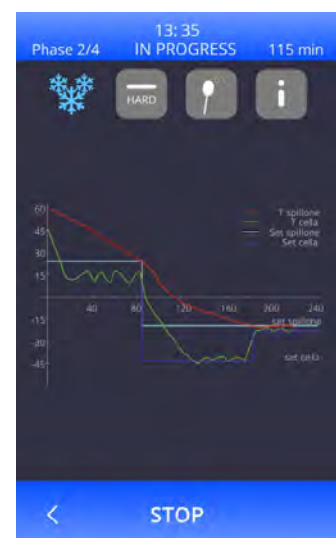 13: 35
Phase 2/4 IN PROGRESS 115 min
HARD
i
T spillone
T cella
Set spillone
Set cella
60
45
30
15
40 80 120 160 200 240
-15
set spillone
-30
set cella
-45
STOP